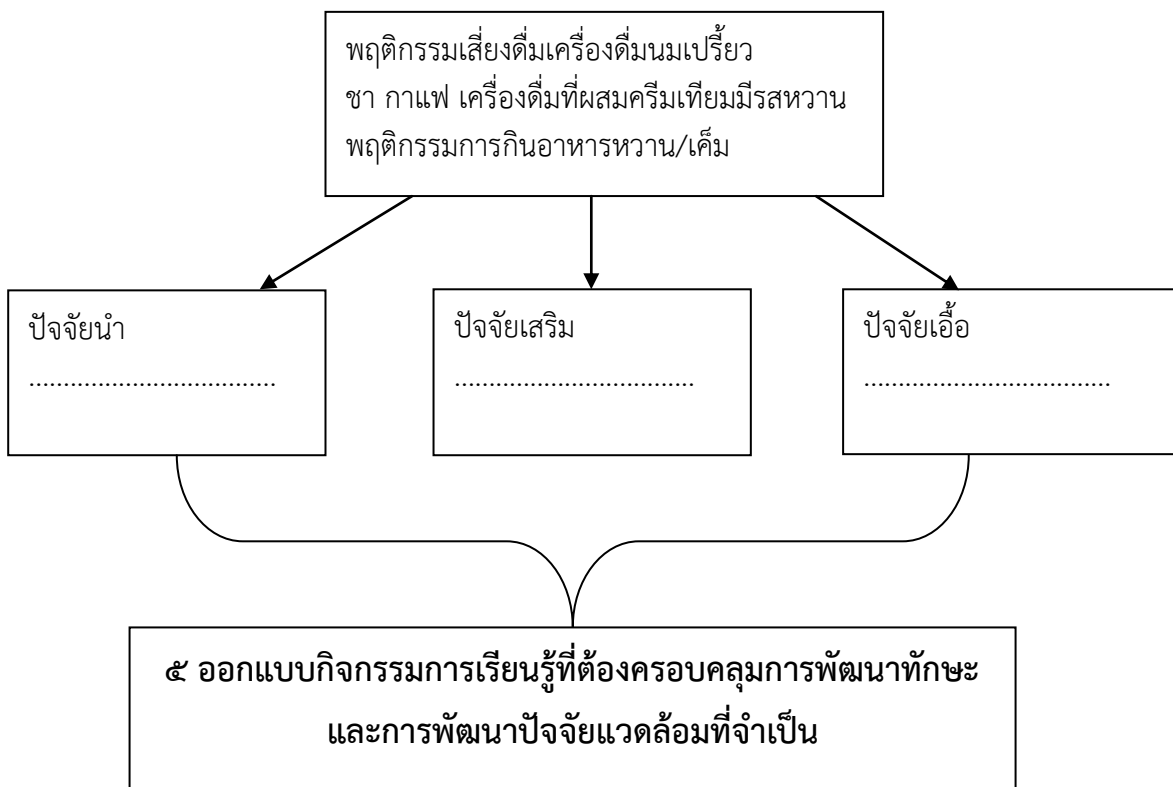 พฤติกรรมเสี่ยงดื่มเครื่องดื่มนมเปรี้ยว
ชา กาแฟ เครื่องดื่มที่ผสมครีมเทียมมีรสหวาน
พฤติกรรมการกินอาหารหวาน/เค็ม
ปัจจัยนำ
....................................
ปัจจัยเสริม
...................................
ปัจจัยเอื้อ
....................................
๕ ออกแบบกิจกรรมการเรียนรู้ที่ต้องครอบคลุมการพัฒนาทักษะ
และการพัฒนาปัจจัยแวดล้อมที่จำเป็น